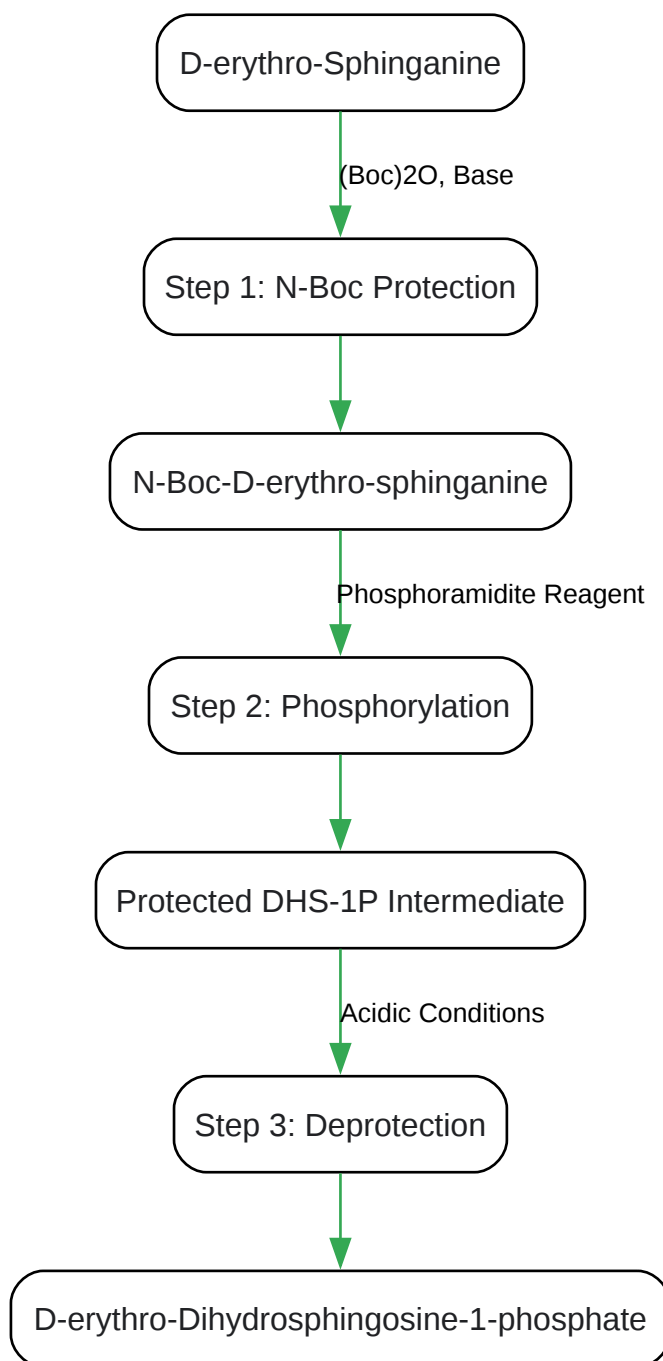 D-erythro-Sphinganine
(Boc)2O, Base
Step 1: N-Boc Protection
N-Boc-D-erythro-sphinganine
Phosphoramidite Reagent
Step 2: Phosphorylation
Protected DHS-1P Intermediate
Acidic Conditions
Step 3: Deprotection
D-erythro-Dihydrosphingosine-1-phosphate